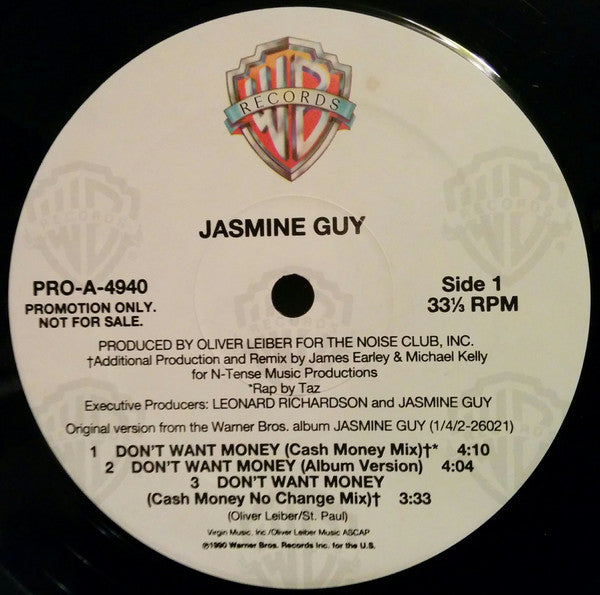 WB
RECORDS
JASMINE GUY
PRO-A-4940
PROMOTION ONLY.
NOT FOR SALE.
Side 1
33⅓ RPM
PRODUCED BY OLIVER LEIBER FOR THE NOISE CLUB, INC.
†Additional Production and Remix by James Earley & Michael Kelly
for N-Tense Music Productions
*Rap by Taz
Executive Producers: LEONARD RICHARDSON and JASMINE GUY
Original version from the Warner Bros. album JASMINE GUY (1/4/2-26021)
1 DON'T WANT MONEY (Cash Money Mix)†* 4:10
2 DON'T WANT MONEY (Album Version) 4:04
3 DON'T WANT MONEY
(Cash Money No Change Mix)† 3:33
(Oliver Leiber/St. Paul)
Virgin Music, Inc./Oliver Leiber Music ASCAP
℗1990 Warner Bros. Records Inc. for the U.S.